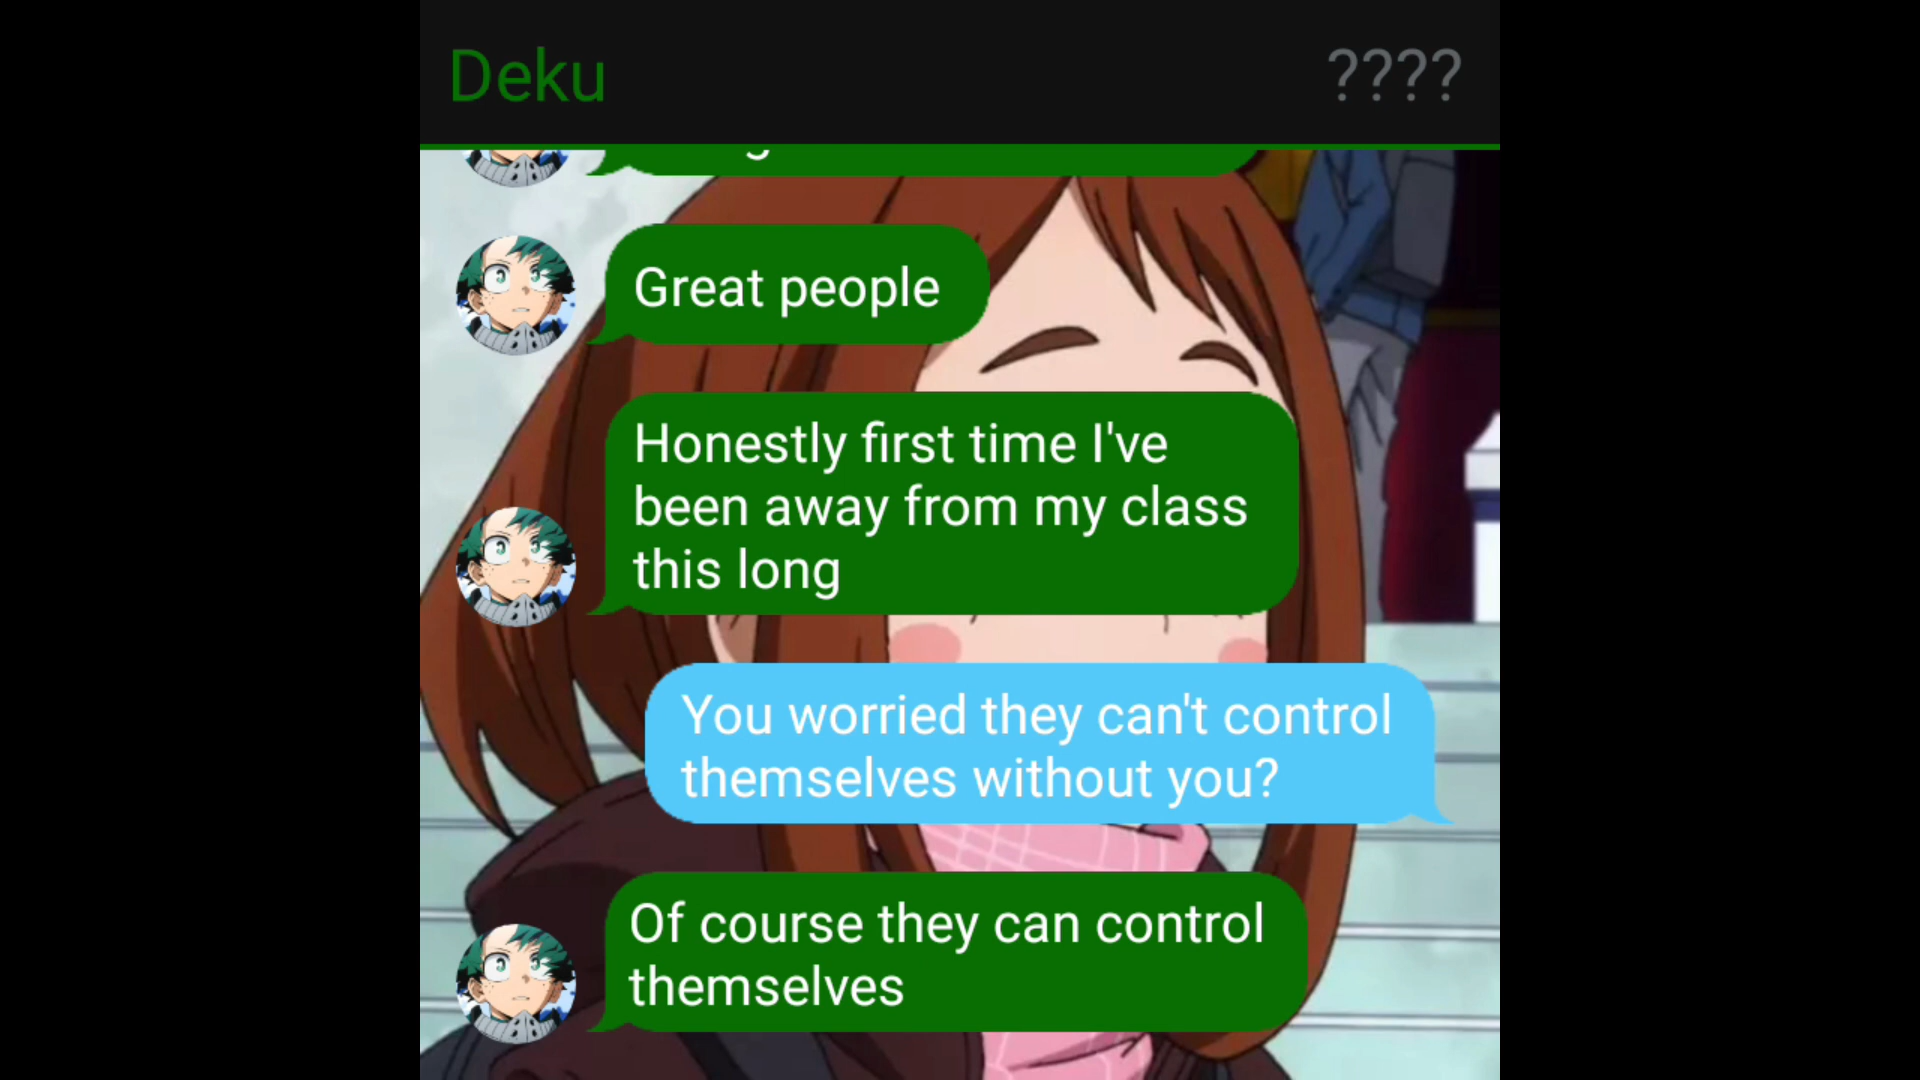 Deku
????
Great people
Honestly first time I've
been away from my class
this long
You worried they can't control
themselves without you?
Of course they can control
themselves